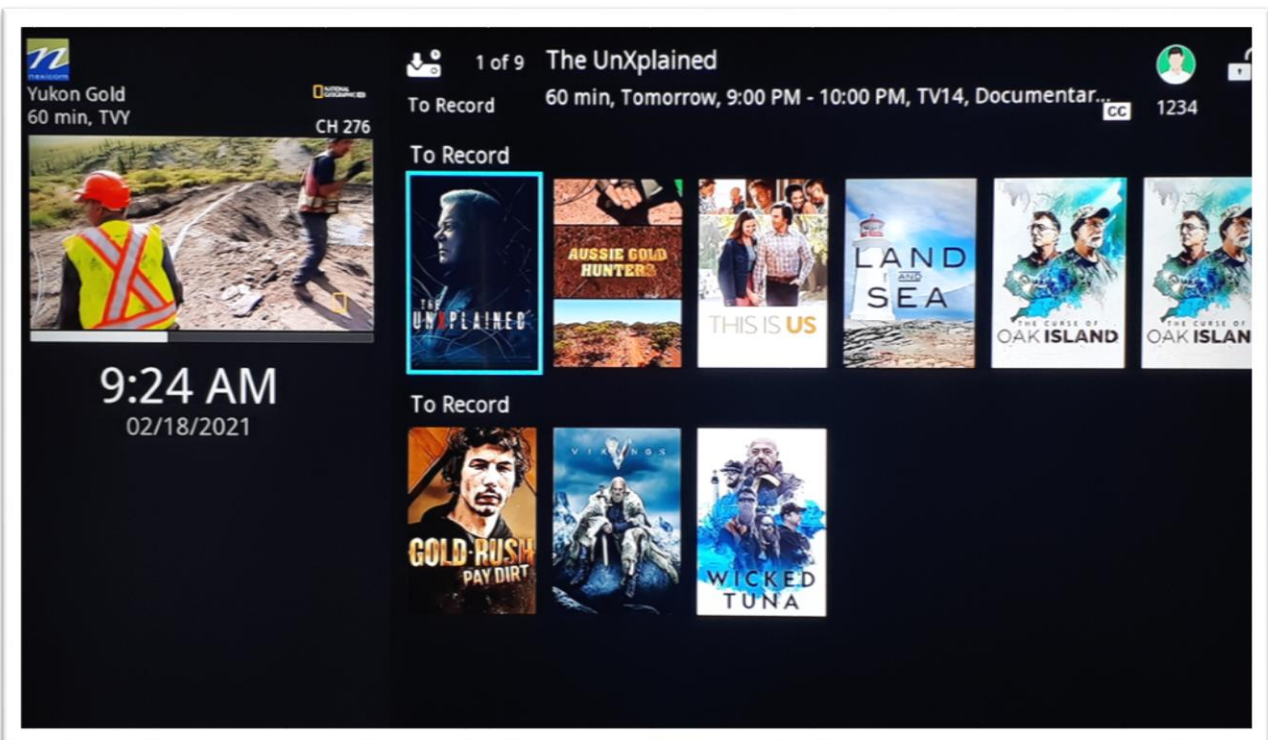 nexicom
Yukon Gold
60 min, TVY
NATIONAL
GEOGRAPHIC
CH 276
9:24 AM
02/18/2021
To Record
1 of 9
The UnXplained
60 min, Tomorrow, 9:00 PM - 10:00 PM, TV14, Documentar...
CC
1234
To Record
THE
UNXPLAINED
AUSSIE GOLD
HUNTERS
THIS IS US
LAND
AND
SEA
THE CURSE OF
OAK ISLAND
THE CURSE OF
OAK ISLAN
To Record
GOLD RUSH
PAY DIRT
VIKINGS
WICKED
TUNA